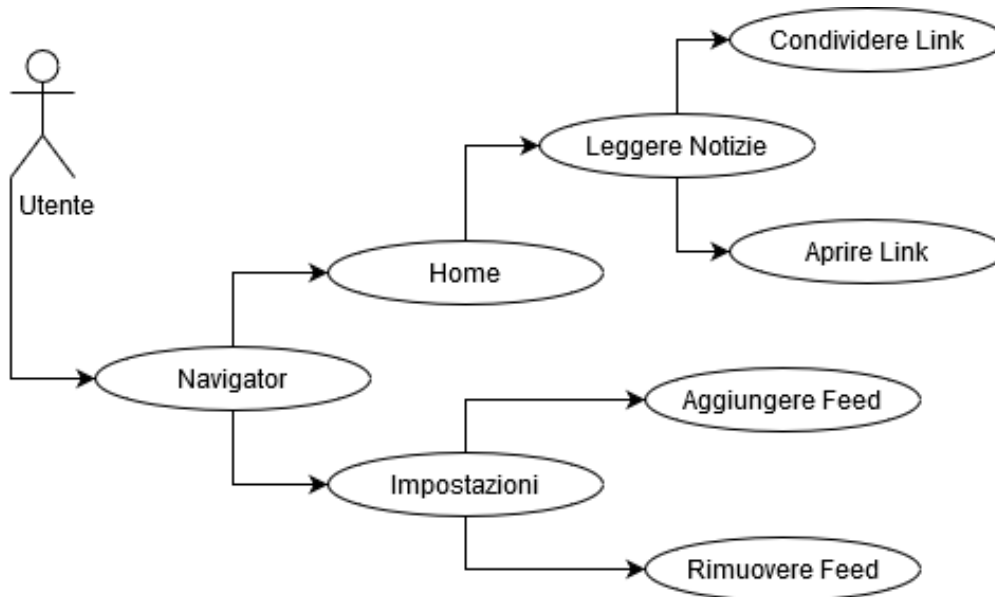 Condividere Link
Leggere Notizie
Utente
Aprire Link
Home
Navigator
Aggiungere Feed
Impostazioni
Rimuovere Feed